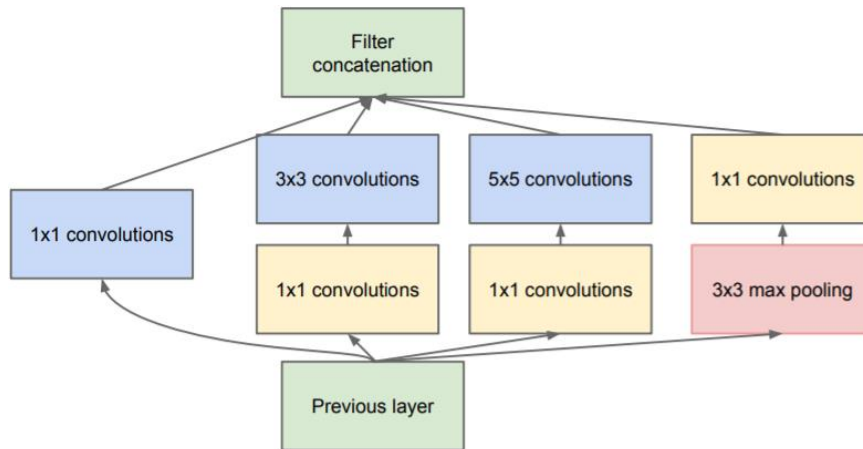 Filter
concatenation
3x3 convolutions
5x5 convolutions
1x1 convolutions
1x1 convolutions
1x1 convolutions
1x1 convolutions
3x3 max pooling
Previous layer